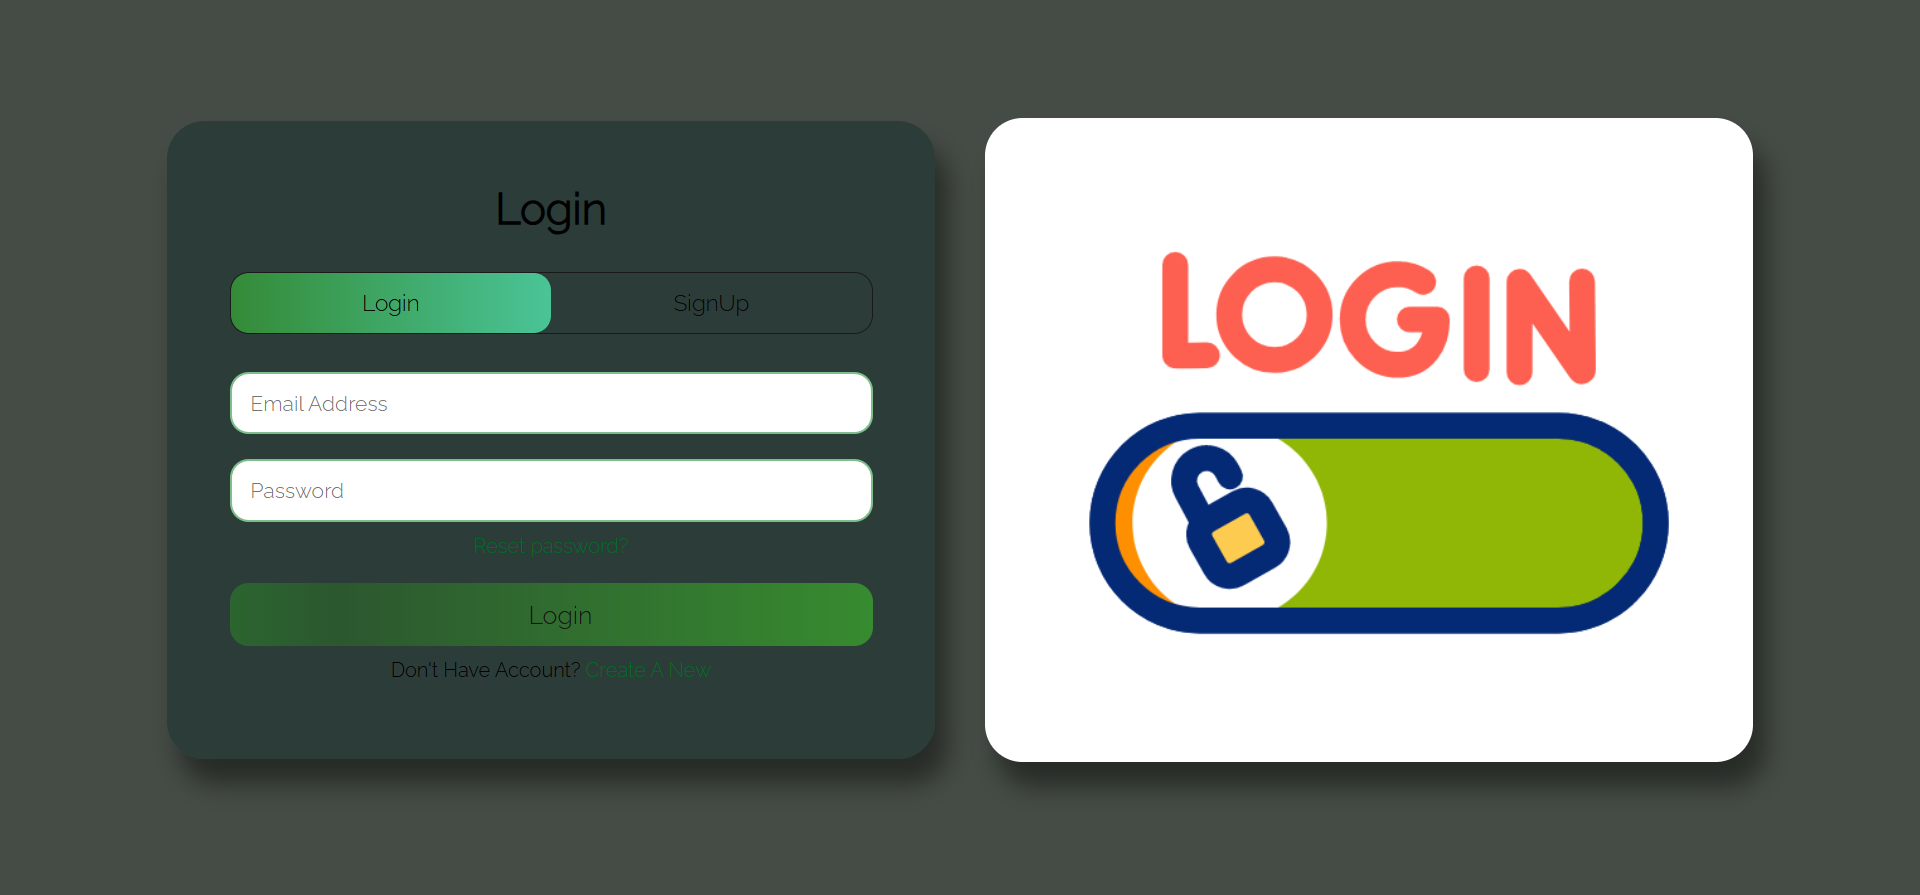 Login
Login SignUp
Email Address
Password
Reset password?
Login
Don't Have Account? Create A New
LOGIN